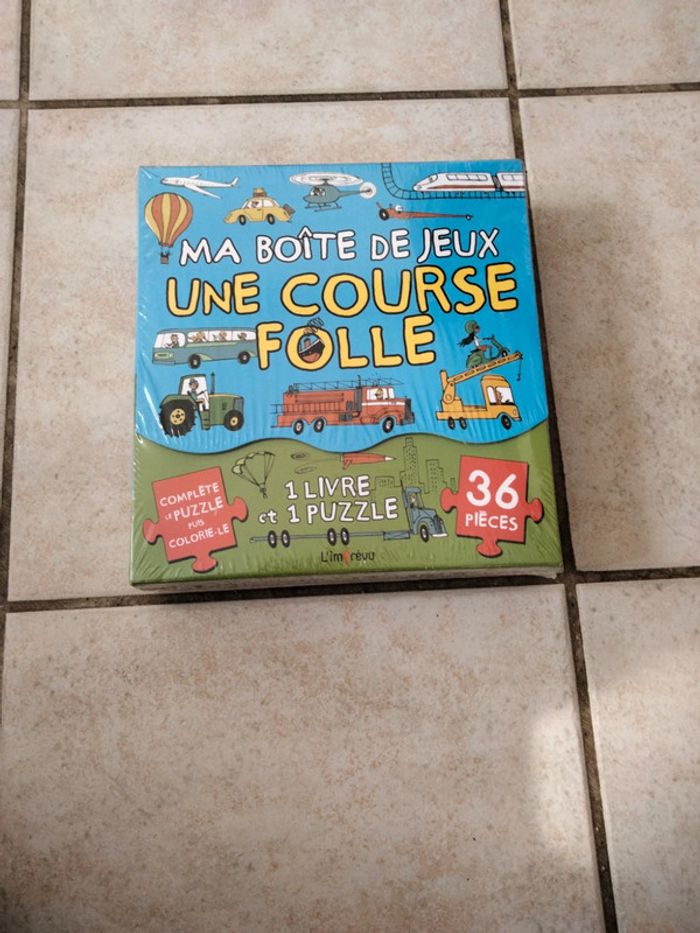 MA BOÎTE DE JEUX
UNE COURSE
FOLLE
COMPLÈTE
LE PUZZLE
PUIS
COLORIE-LE
1 LIVRE
et 1 PUZZLE
36
PIÈCES
L'imprévu